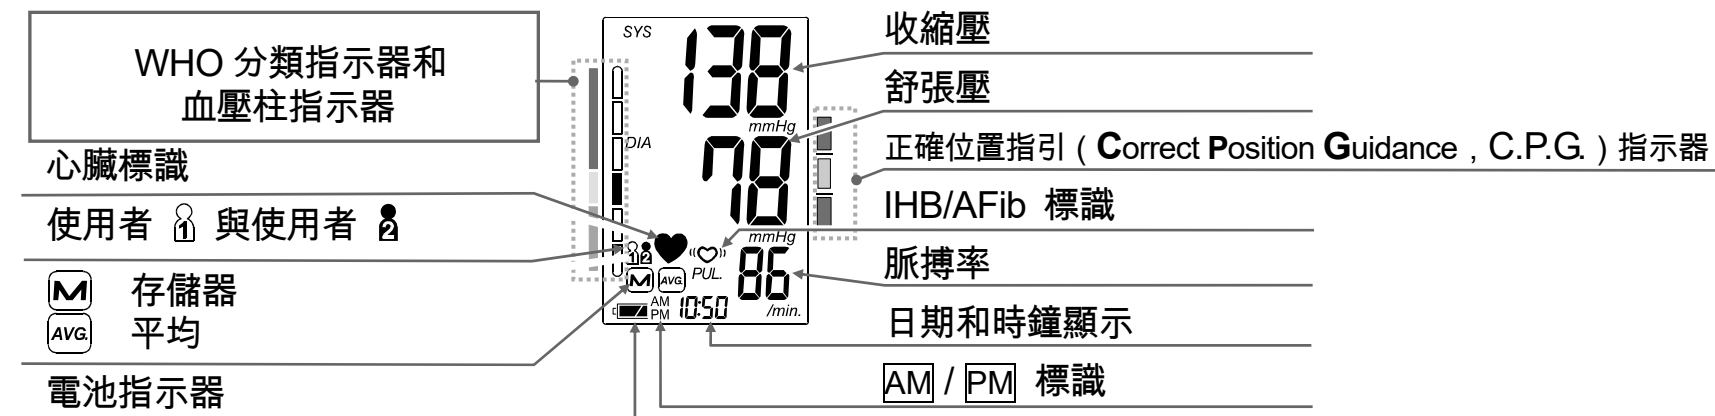 WHO 分類指示器和
血壓柱指示器
心臟標識
使用者 1 與使用者 2
M 存儲器
AVG. 平均
電池指示器
SYS
138
mmHg
DIA
78
mmHg
12
M AVG.
PUL.
86
/min.
AM
PM
10:50
收縮壓
舒張壓
正確位置指引（Correct Position Guidance，C.P.G.）指示器
IHB/AFib 標識
脈搏率
日期和時鐘顯示
AM / PM 標識